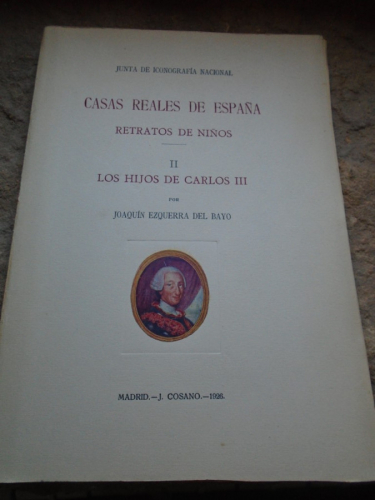 JUNTA DE ICONOGRAFÍA NACIONAL
CASAS REALES DE ESPAÑA
RETRATOS DE NIÑOS
II
LOS HIJOS DE CARLOS III
POR
JOAQUÍN EZQUERRA DEL BAYO
MADRID.—J. COSANO.—1926.